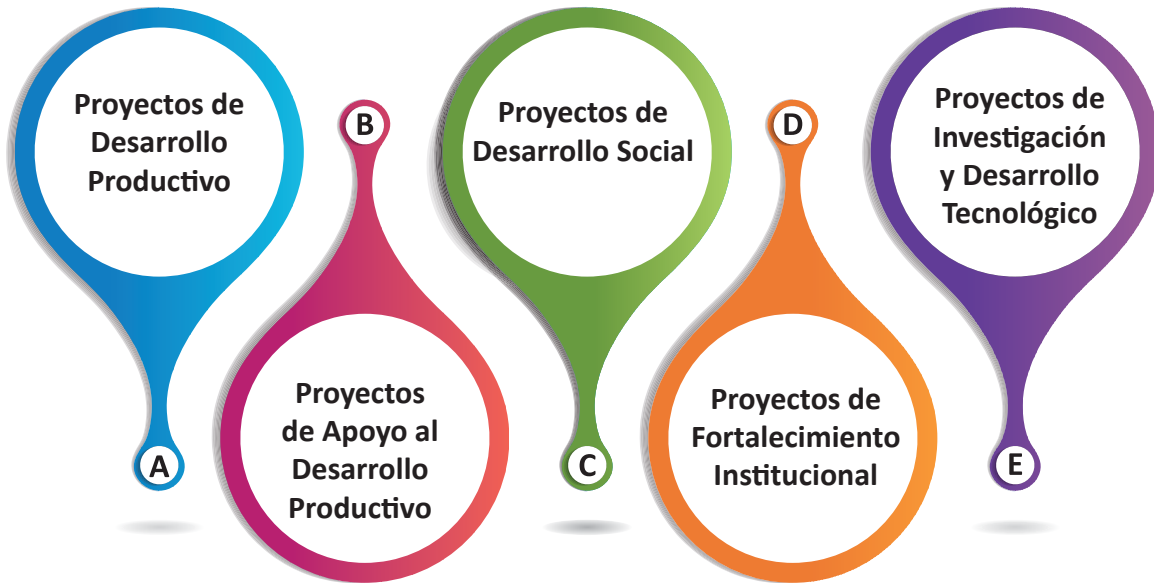 Proyectos de
Desarrollo
Productivo
A
B
Proyectos
de Apoyo al
Desarrollo
Productivo
Proyectos de
Desarrollo Social
C
D
Proyectos de
Fortalecimiento
Institucional
Proyectos de
Investigación
y Desarrollo
Tecnológico
E